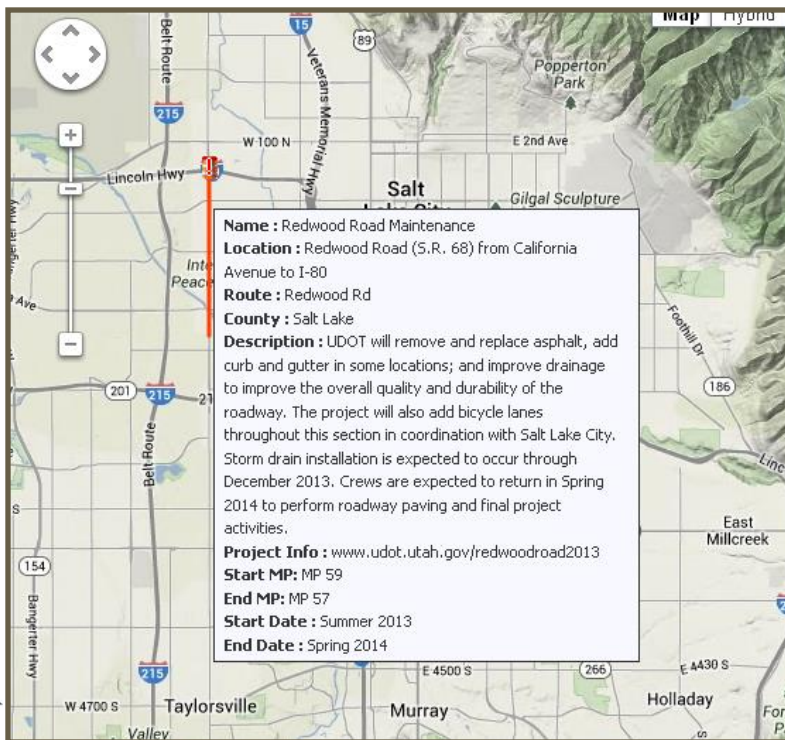 Map Hybrid
15
89
Belt Route
Veterans Memorial Hwy
Popperton
Park
215
W 100 N
E 2nd Ave
Lincoln Hwy
Salt
Gilgal Sculpture
Name : Redwood Road Maintenance
Location : Redwood Road (S.R. 68) from California
Avenue to I-80
Route : Redwood Rd
County : Salt Lake
Description : UDOT will remove and replace asphalt, add
curb and gutter in some locations; and improve drainage
to improve the overall quality and durability of the
roadway. The project will also add bicycle lanes
throughout this section in coordination with Salt Lake City.
Storm drain installation is expected to occur through
December 2013. Crews are expected to return in Spring
2014 to perform roadway paving and final project
activities.
Project Info : www.udot.utah.gov/redwoodroad2013
Start MP: MP 59
End MP: MP 57
Start Date : Summer 2013
End Date : Spring 2014
Inte
Peace
Ave
Foothill Dr
201
215
186
Belt Route
Linc
S
East
Millcreek
154
Bangerter Hwy
215
E 4500 S
266
E 4430 S
W 4700 S
Taylorsville
Murray
Holladay
Valley